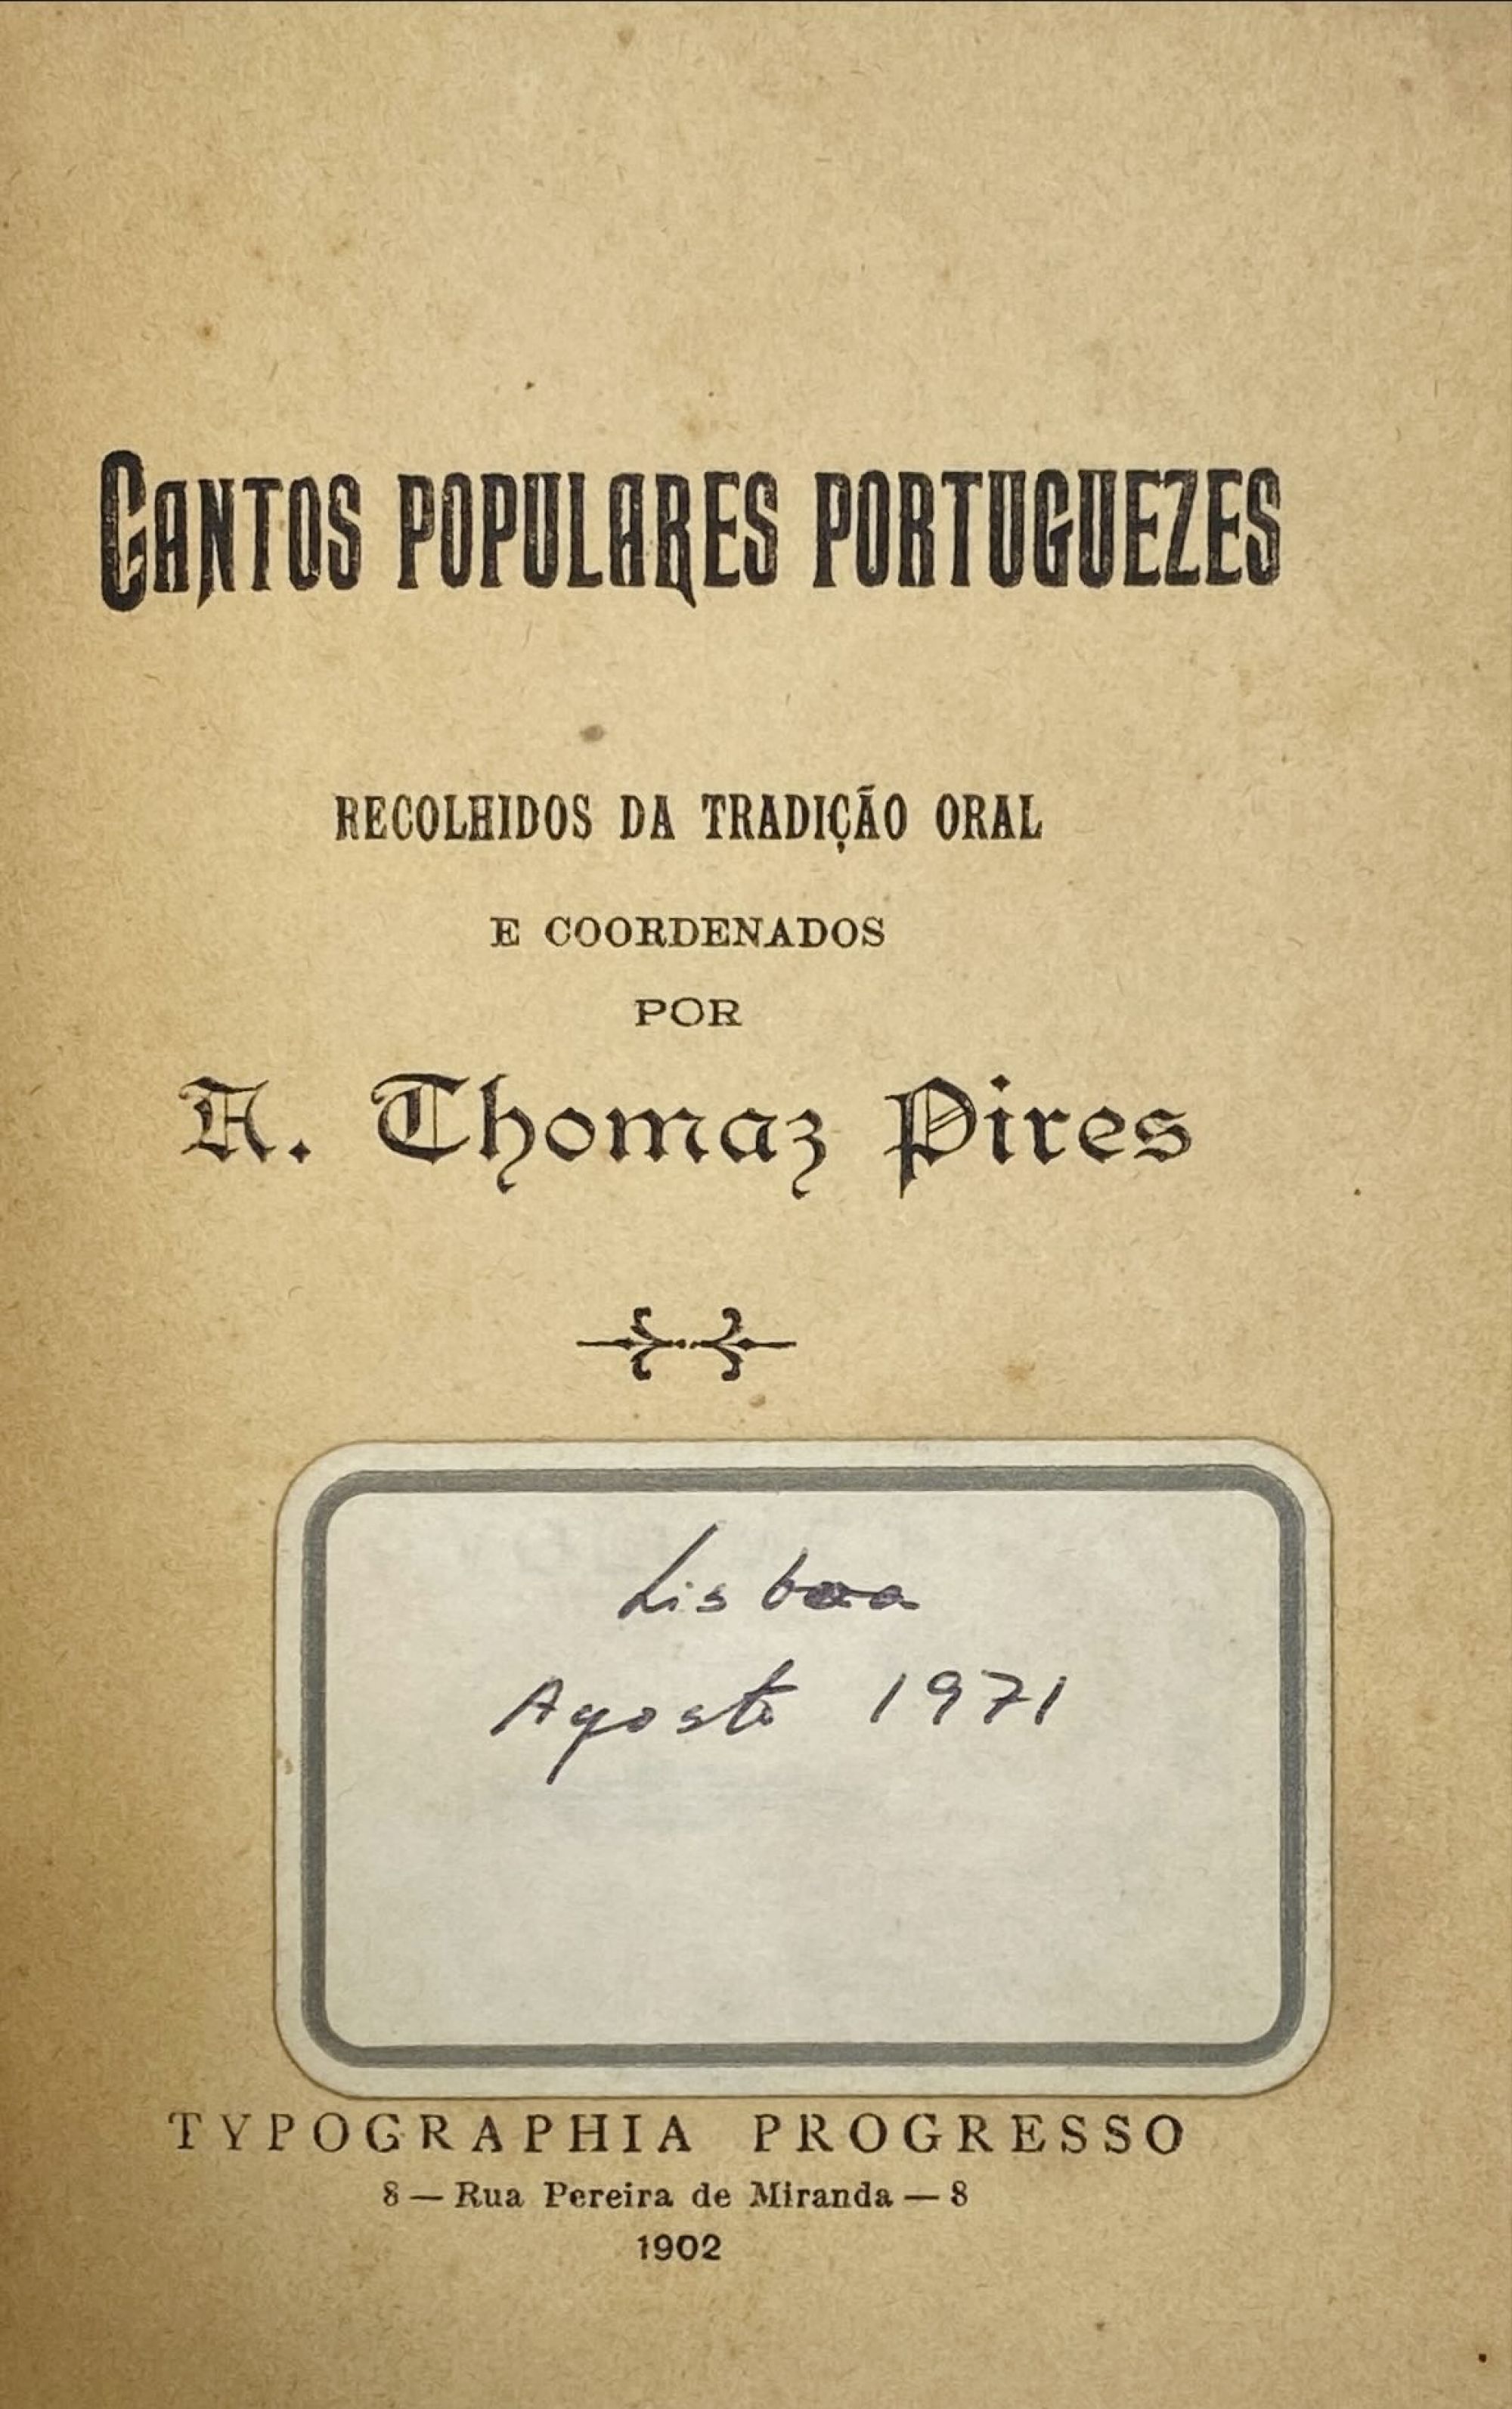 CANTOS POPULARES PORTUGUEZES
RECOLHIDOS DA TRADIÇÃO ORAL
E COORDENADOS
POR
A. Thomaz Pires
Lisboa
Agosto 1971
TYPOGRAPHIA PROGRESSO
8 — Rua Pereira de Miranda — 8
1902